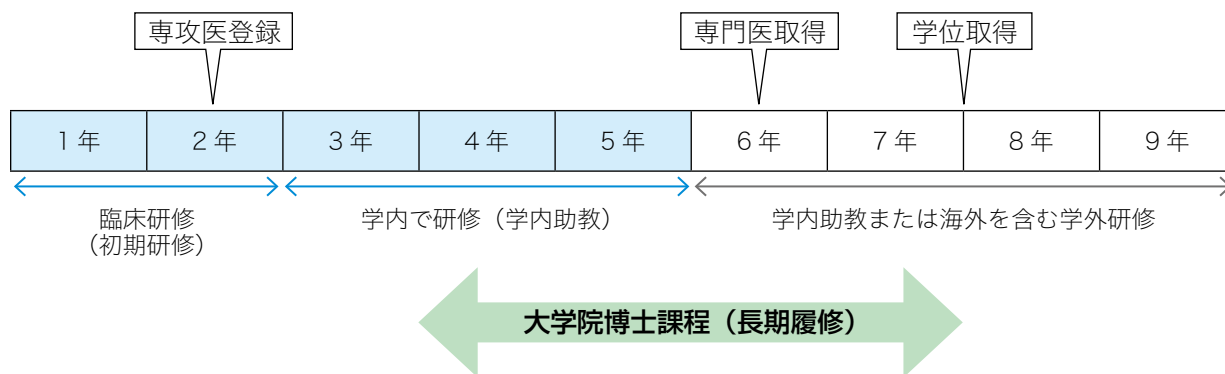 専攻医登録
専門医取得
学位取得
1年
2年
3年
4年
5年
6年
7年
8年
9年
臨床研修
（初期研修）
学内で研修（学内助教）
学内助教または海外を含む学外研修
大学院博士課程（長期履修）